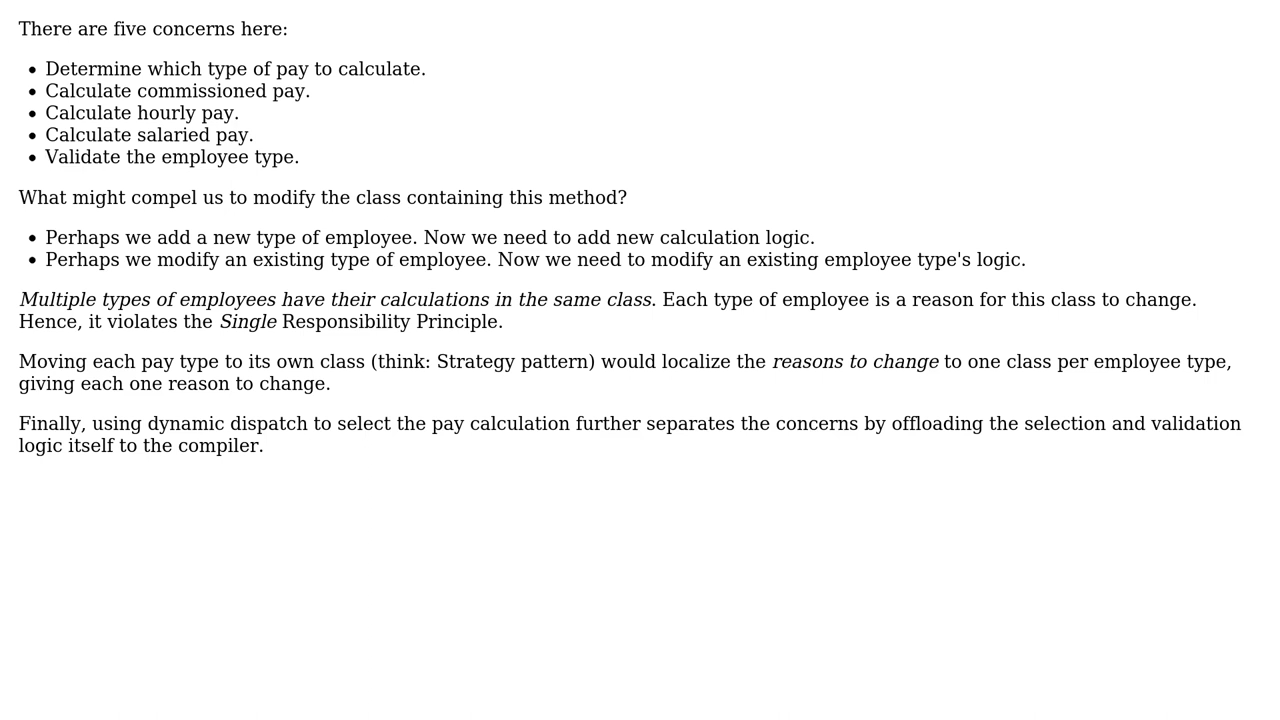 There are five concerns here:
• Determine which type of pay to calculate.
• Calculate commissioned pay.
• Calculate hourly pay.
• Calculate salaried pay.
• Validate the employee type.
What might compel us to modify the class containing this method?
• Perhaps we add a new type of employee. Now we need to add new calculation logic.
• Perhaps we modify an existing type of employee. Now we need to modify an existing employee type's logic.
Multiple types of employees have their calculations in the same class. Each type of employee is a reason for this class to change.
Hence, it violates the Single Responsibility Principle.
Moving each pay type to its own class (think: Strategy pattern) would localize the reasons to change to one class per employee type,
giving each one reason to change.
Finally, using dynamic dispatch to select the pay calculation further separates the concerns by offloading the selection and validation
logic itself to the compiler.